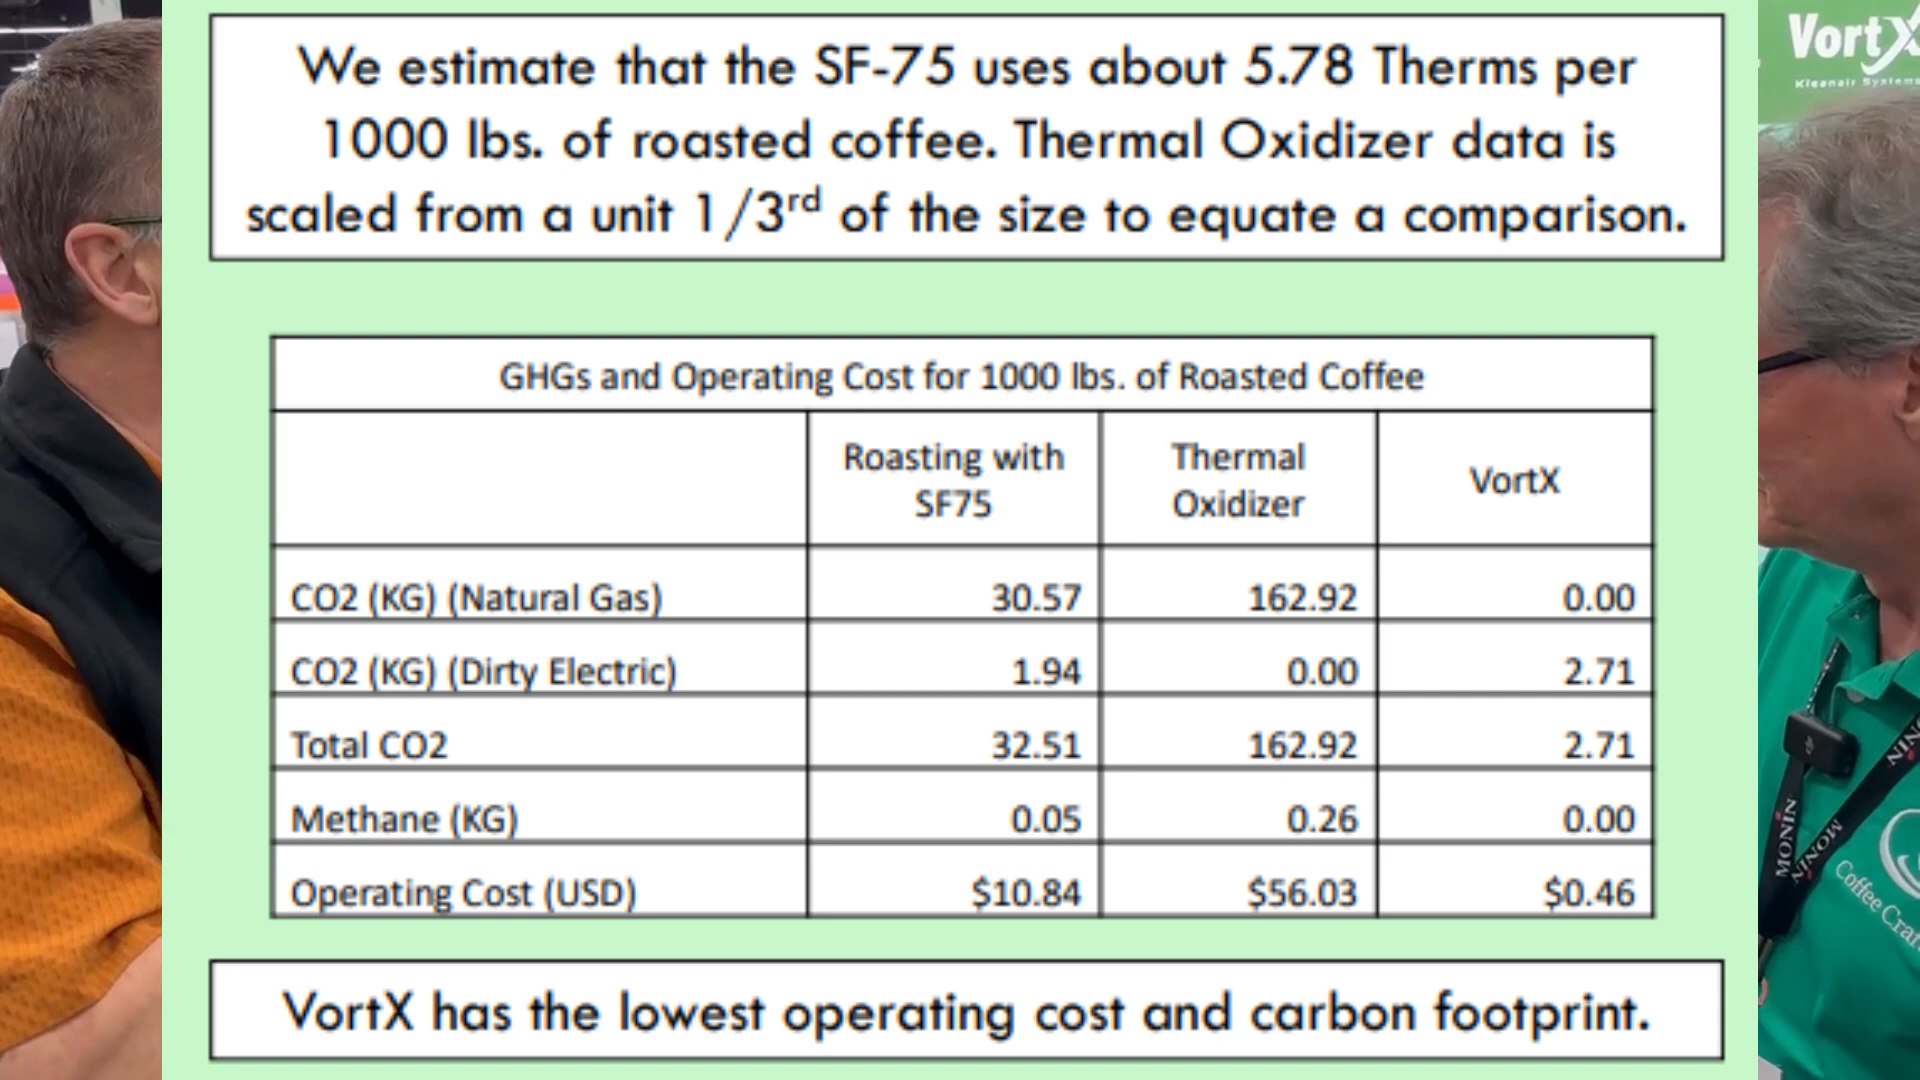 We estimate that the SF-75 uses about 5.78 Therms per
1000 lbs. of roasted coffee. Thermal Oxidizer data is
scaled from a unit 1/3rd of the size to equate a comparison.
GHGs and Operating Cost for 1000 lbs. of Roasted Coffee
Roasting with SF75 Thermal Oxidizer VortX
CO2 (KG) (Natural Gas) 30.57 162.92 0.00
CO2 (KG) (Dirty Electric) 1.94 0.00 2.71
Total CO2 32.51 162.92 2.71
Methane (KG) 0.05 0.26 0.00
Operating Cost (USD) $10.84 $56.03 $0.46
VortX has the lowest operating cost and carbon footprint.
VortX
Kleanair Systems
MONIN
MONIN
Coffee